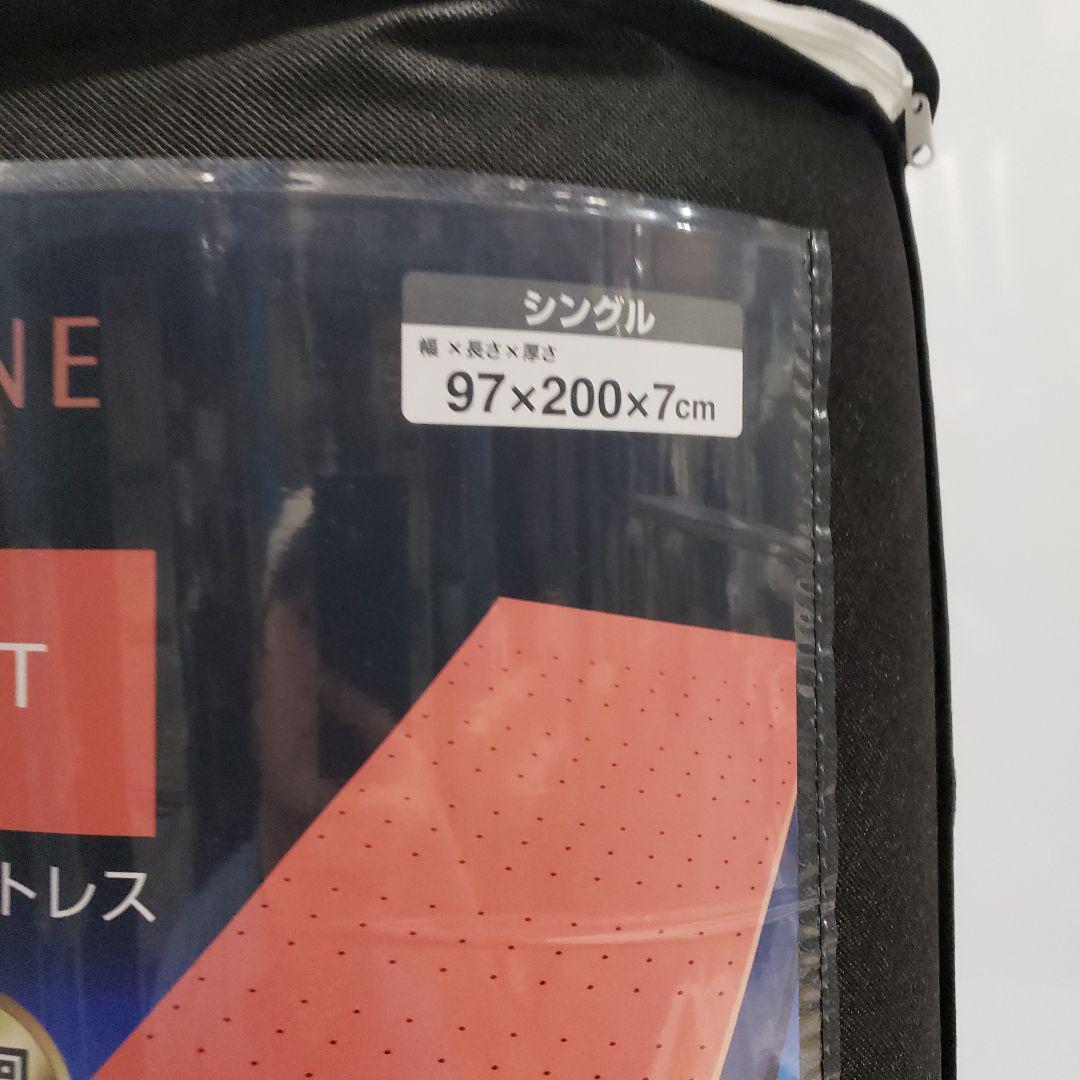 シングル
幅×長さ×厚さ
97×200×7cm
NE
T
トレス